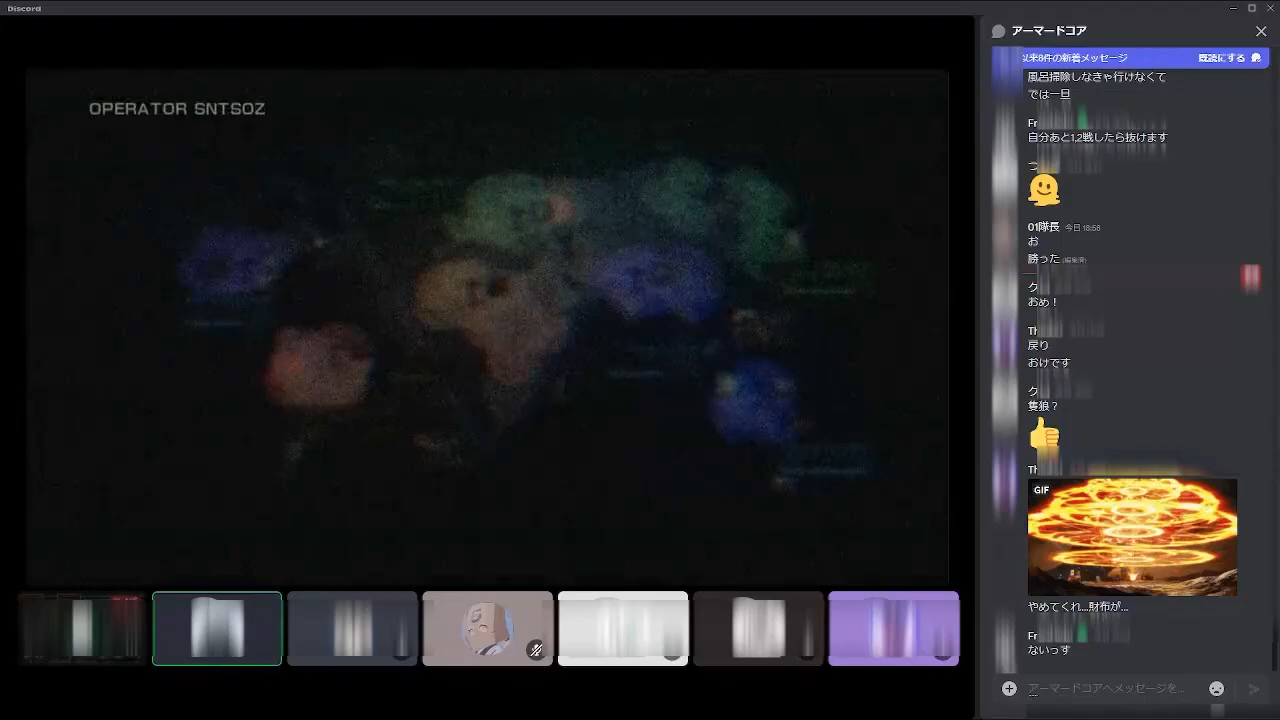 Discord
OPERATOR SNTSOZ
アーマードコア
以来8件の新着メッセージ
既読にする
風呂掃除しなきゃ行けなくて
では一旦
Fr
自分あと1,2戦したら抜けます
つ
01隊長 今日 18:58
お
勝った (編集済)
ク
おめ！
Th
戻り
おけです
ク
隻狼？
Th
GIF
やめてくれ...財布が...
Fr
ないっす
アーマードコアへメッセージを...